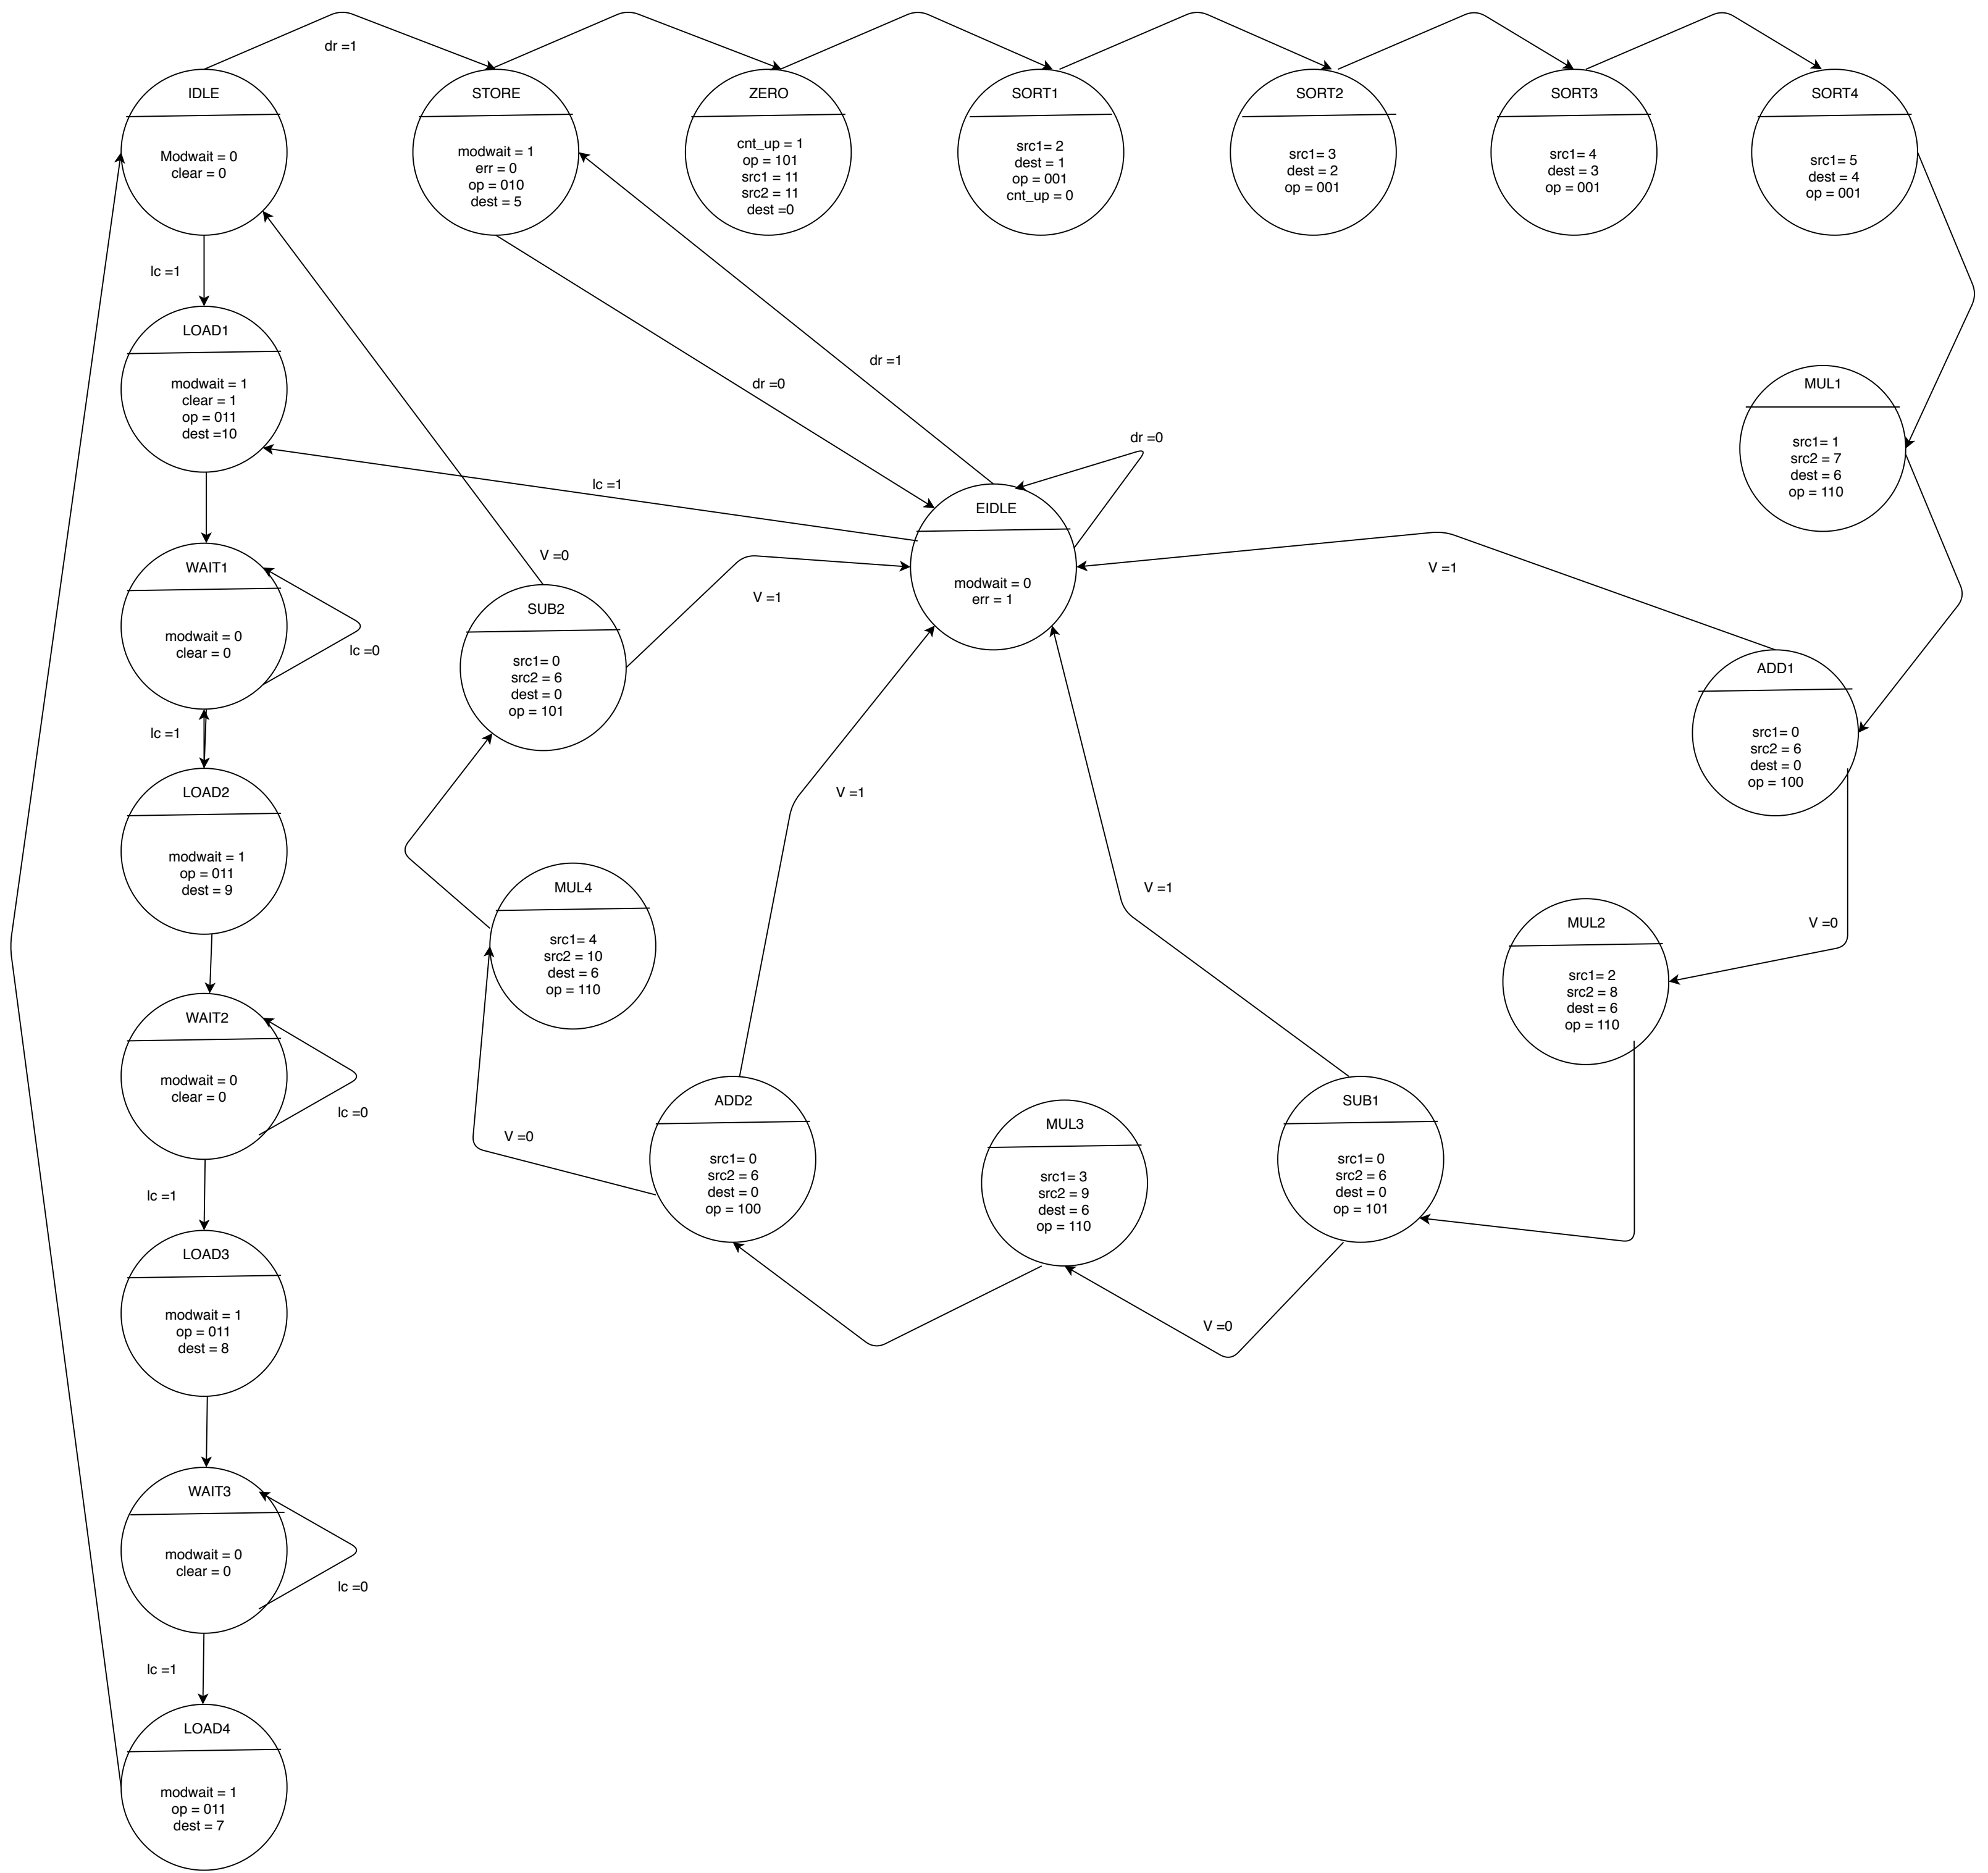 dr =1
IDLE
Modwait = 0
clear = 0
STORE
modwait = 1
err = 0
op = 010
dest = 5
ZERO
cnt_up = 1
op = 101
src1 = 11
src2 = 11
dest =0
SORT1
src1= 2
dest = 1
op = 001
cnt_up = 0
SORT2
src1= 3
dest = 2
op = 001
SORT3
src1= 4
dest = 3
op = 001
SORT4
src1= 5
dest = 4
op = 001
lc =1
LOAD1
modwait = 1
clear = 1
op = 011
dest =10
dr =1
dr =0
dr =0
MUL1
src1= 1
src2 = 7
dest = 6
op = 110
lc =1
EIDLE
modwait = 0
err = 1
WAIT1
modwait = 0
clear = 0
lc =0
V =0
SUB2
src1= 0
src2 = 6
dest = 0
op = 101
V =1
V =1
ADD1
src1= 0
src2 = 6
dest = 0
op = 100
lc =1
LOAD2
modwait = 1
op = 011
dest = 9
V =1
MUL4
src1= 4
src2 = 10
dest = 6
op = 110
V =1
V =0
MUL2
src1= 2
src2 = 8
dest = 6
op = 110
WAIT2
modwait = 0
clear = 0
lc =0
V =0
ADD2
src1= 0
src2 = 6
dest = 0
op = 100
MUL3
src1= 3
src2 = 9
dest = 6
op = 110
SUB1
src1= 0
src2 = 6
dest = 0
op = 101
lc =1
LOAD3
modwait = 1
op = 011
dest = 8
V =0
WAIT3
modwait = 0
clear = 0
lc =0
lc =1
LOAD4
modwait = 1
op = 011
dest = 7